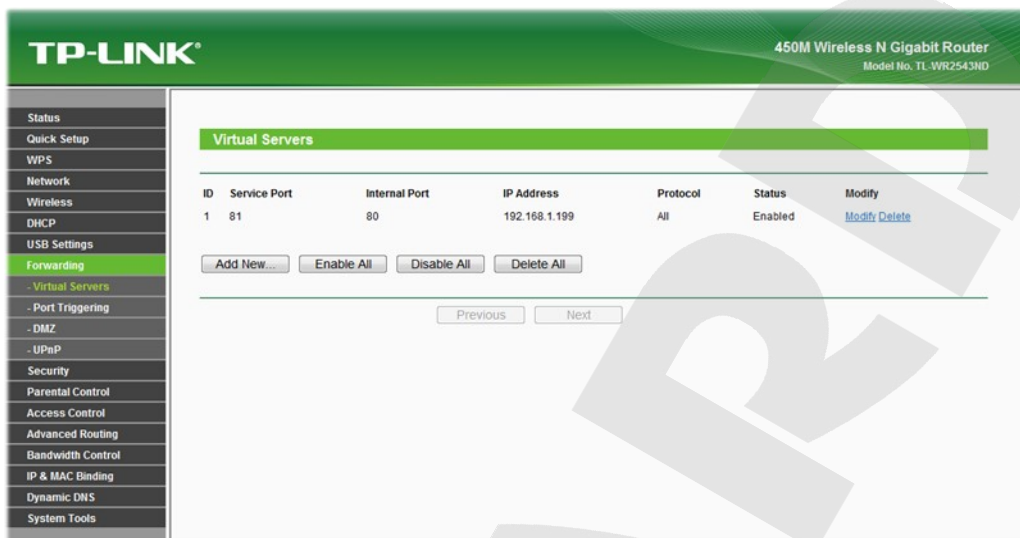 TP-LINK®
450M Wireless N Gigabit Router
Model No. TL-WR2543ND
Status
Quick Setup
WPS
Network
Wireless
DHCP
USB Settings
Forwarding
- Virtual Servers
- Port Triggering
- DMZ
- UPnP
Security
Parental Control
Access Control
Advanced Routing
Bandwidth Control
IP & MAC Binding
Dynamic DNS
System Tools
Virtual Servers
ID Service Port Internal Port IP Address Protocol Status Modify
1 81 80 192.168.1.199 All Enabled Modify Delete
Add New... Enable All Disable All Delete All
Previous Next